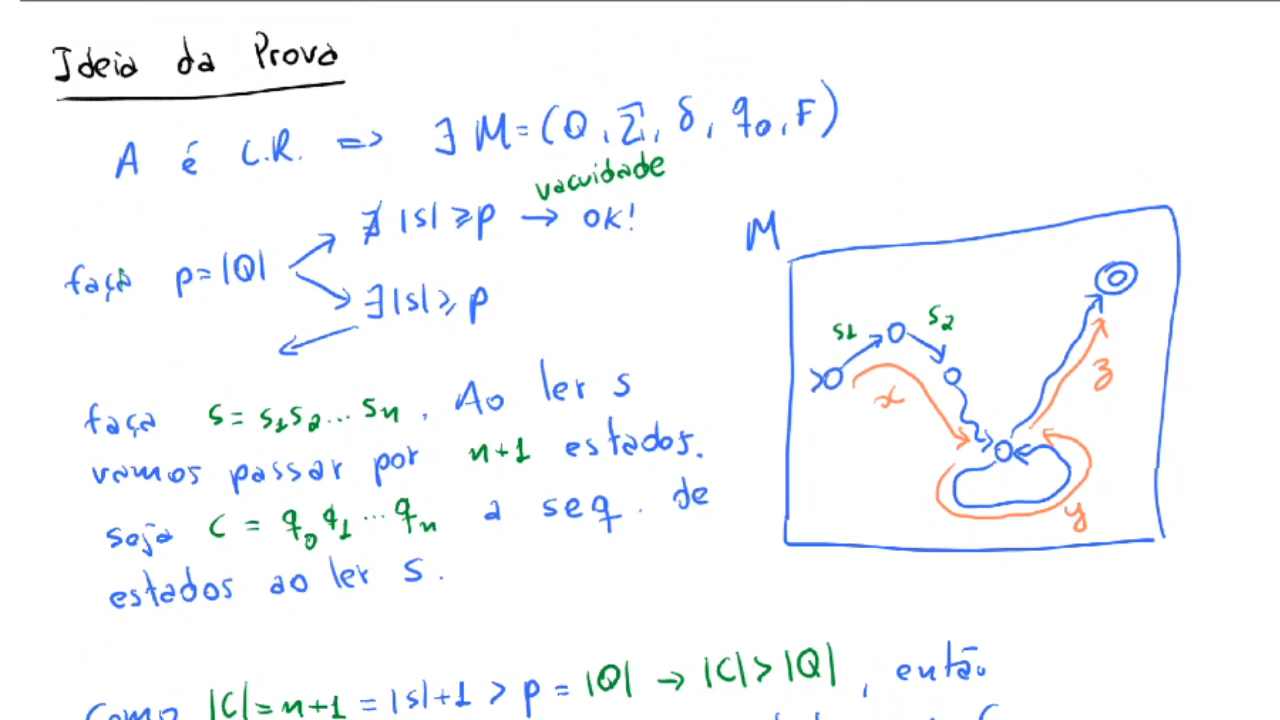 Ideia da Prova
A é L.R. => ∃ M=(Q, Σ, δ, q₀, F)
vacuidade
∄ |s| ≥ p → OK!
faça p=|Q|
∃ |s| ≥ p
faça s = s₁s₂...sₙ. Ao ler s
vamos passar por n+1 estados.
seja C = q₀q₁...qₙ a seq. de
estados ao ler s.
Como |C|=n+1 = |s|+1 > p = |Q| → |C|>|Q|, então
M
s₁ s₂
x
z
y